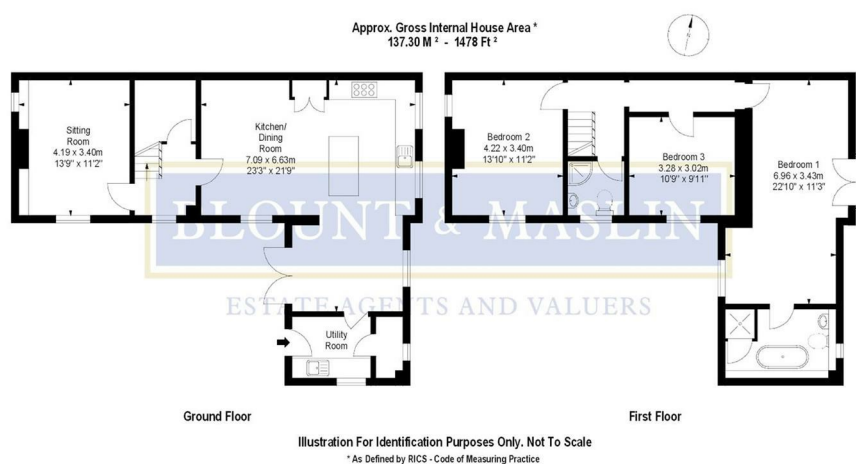 Approx. Gross Internal House Area *
137.30 M ² - 1478 Ft ²
Sitting
Room
4.19 x 3.40m
13'9" x 11'2"
Kitchen/
Dining
Room
7.09 x 6.63m
23'3" x 21'9"
Bedroom 2
4.22 x 3.40m
13'10" x 11'2"
Bedroom 3
3.28 x 3.02m
10'9" x 9'11"
Bedroom 1
6.96 x 3.43m
22'10" x 11'3"
BLOUNT & MASLIN
ESTATE AGENTS AND VALUERS
Utility
Room
Ground Floor
First Floor
Illustration For Identification Purposes Only. Not To Scale
* As Defined by RICS - Code of Measuring Practice